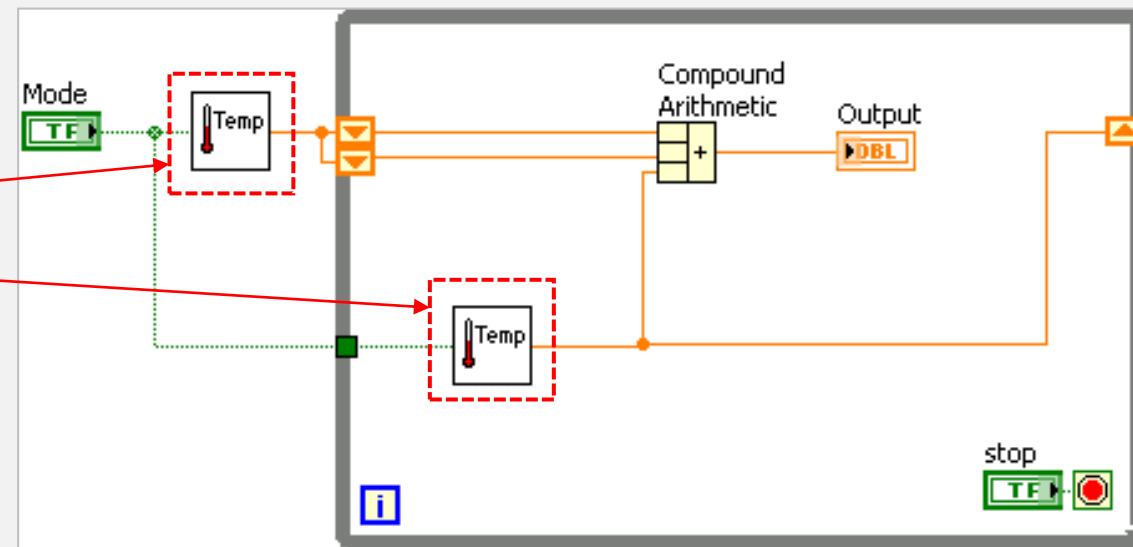 Mode
TF
Temp
Compound
Arithmetic
+
Output
DBL
Temp
i
stop
TF